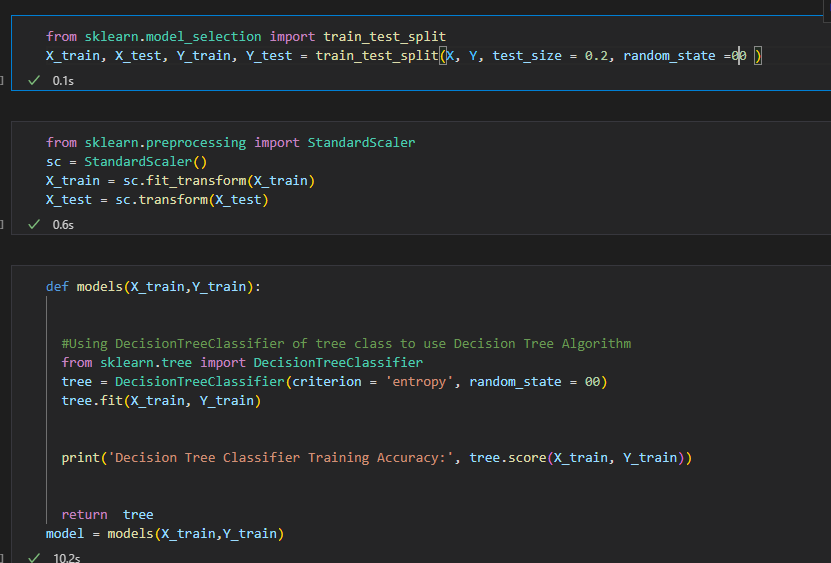 from sklearn.model_selection import train_test_split
X_train, X_test, Y_train, Y_test = train_test_split(X, Y, test_size = 0.2, random_state =00 )
] ✓ 0.1s
from sklearn.preprocessing import StandardScaler
sc = StandardScaler()
X_train = sc.fit_transform(X_train)
X_test = sc.transform(X_test)
] ✓ 0.6s
def models(X_train,Y_train):
#Using DecisionTreeClassifier of tree class to use Decision Tree Algorithm
from sklearn.tree import DecisionTreeClassifier
tree = DecisionTreeClassifier(criterion = 'entropy', random_state = 00)
tree.fit(X_train, Y_train)
print('Decision Tree Classifier Training Accuracy:', tree.score(X_train, Y_train))
return  tree
model = models(X_train,Y_train)
] ✓ 10.2s